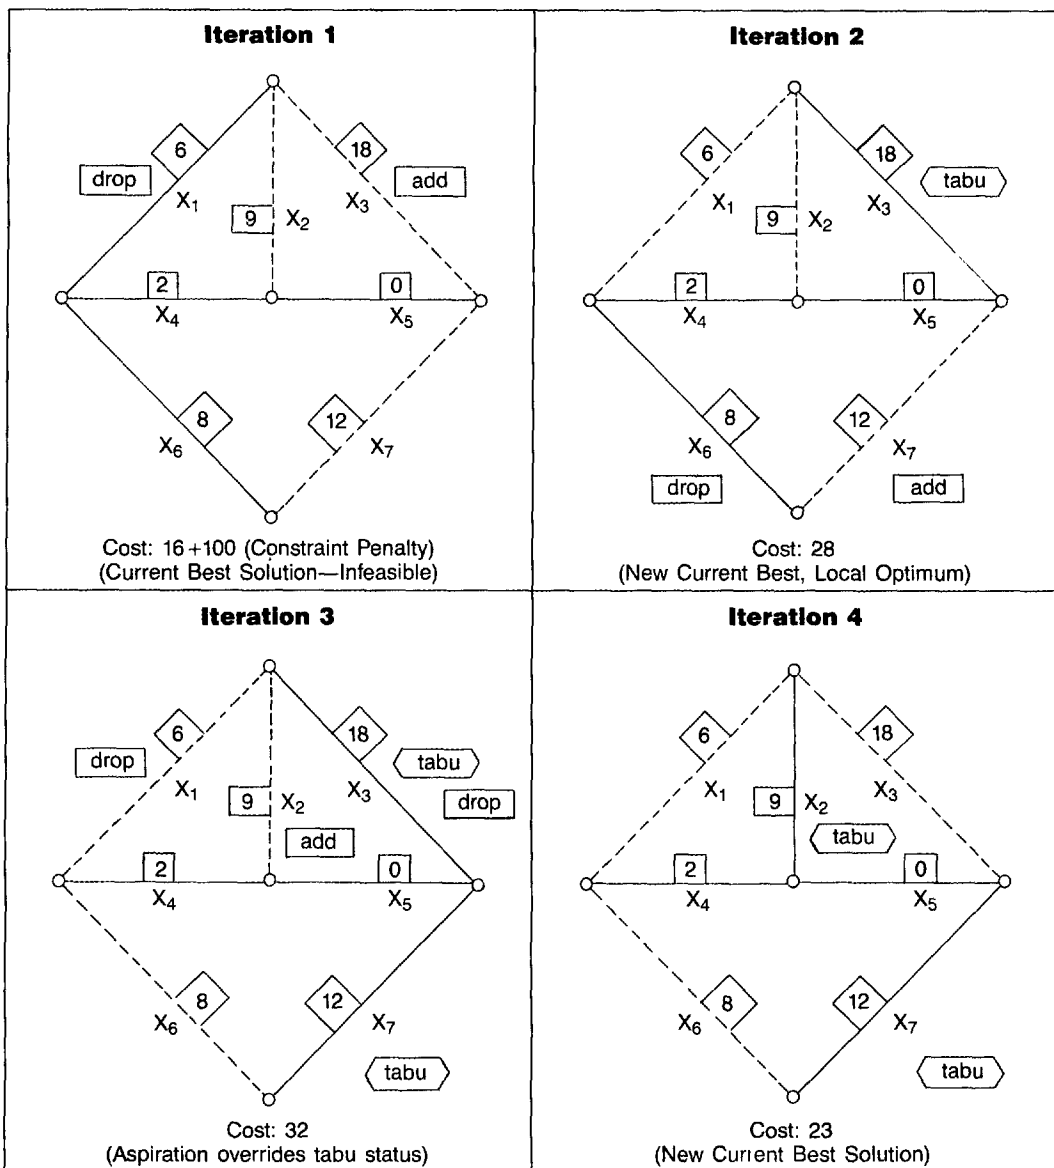 Iteration 1
6
18
drop
add
X1
9
X2
X3
2
0
X4
X5
8
12
X6
X7
Cost: 16+100 (Constraint Penalty)
(Current Best Solution—Infeasible)
Iteration 2
6
18
tabu
X1
9
X2
X3
2
0
X4
X5
8
12
X6
X7
drop
add
Cost: 28
(New Current Best, Local Optimum)
Iteration 3
6
18
drop
tabu
X1
9
X2
X3
drop
add
2
0
X4
X5
8
12
X6
X7
tabu
Cost: 32
(Aspiration overrides tabu status)
Iteration 4
6
18
X1
9
X2
X3
tabu
2
0
X4
X5
8
12
X6
X7
tabu
Cost: 23
(New Current Best Solution)